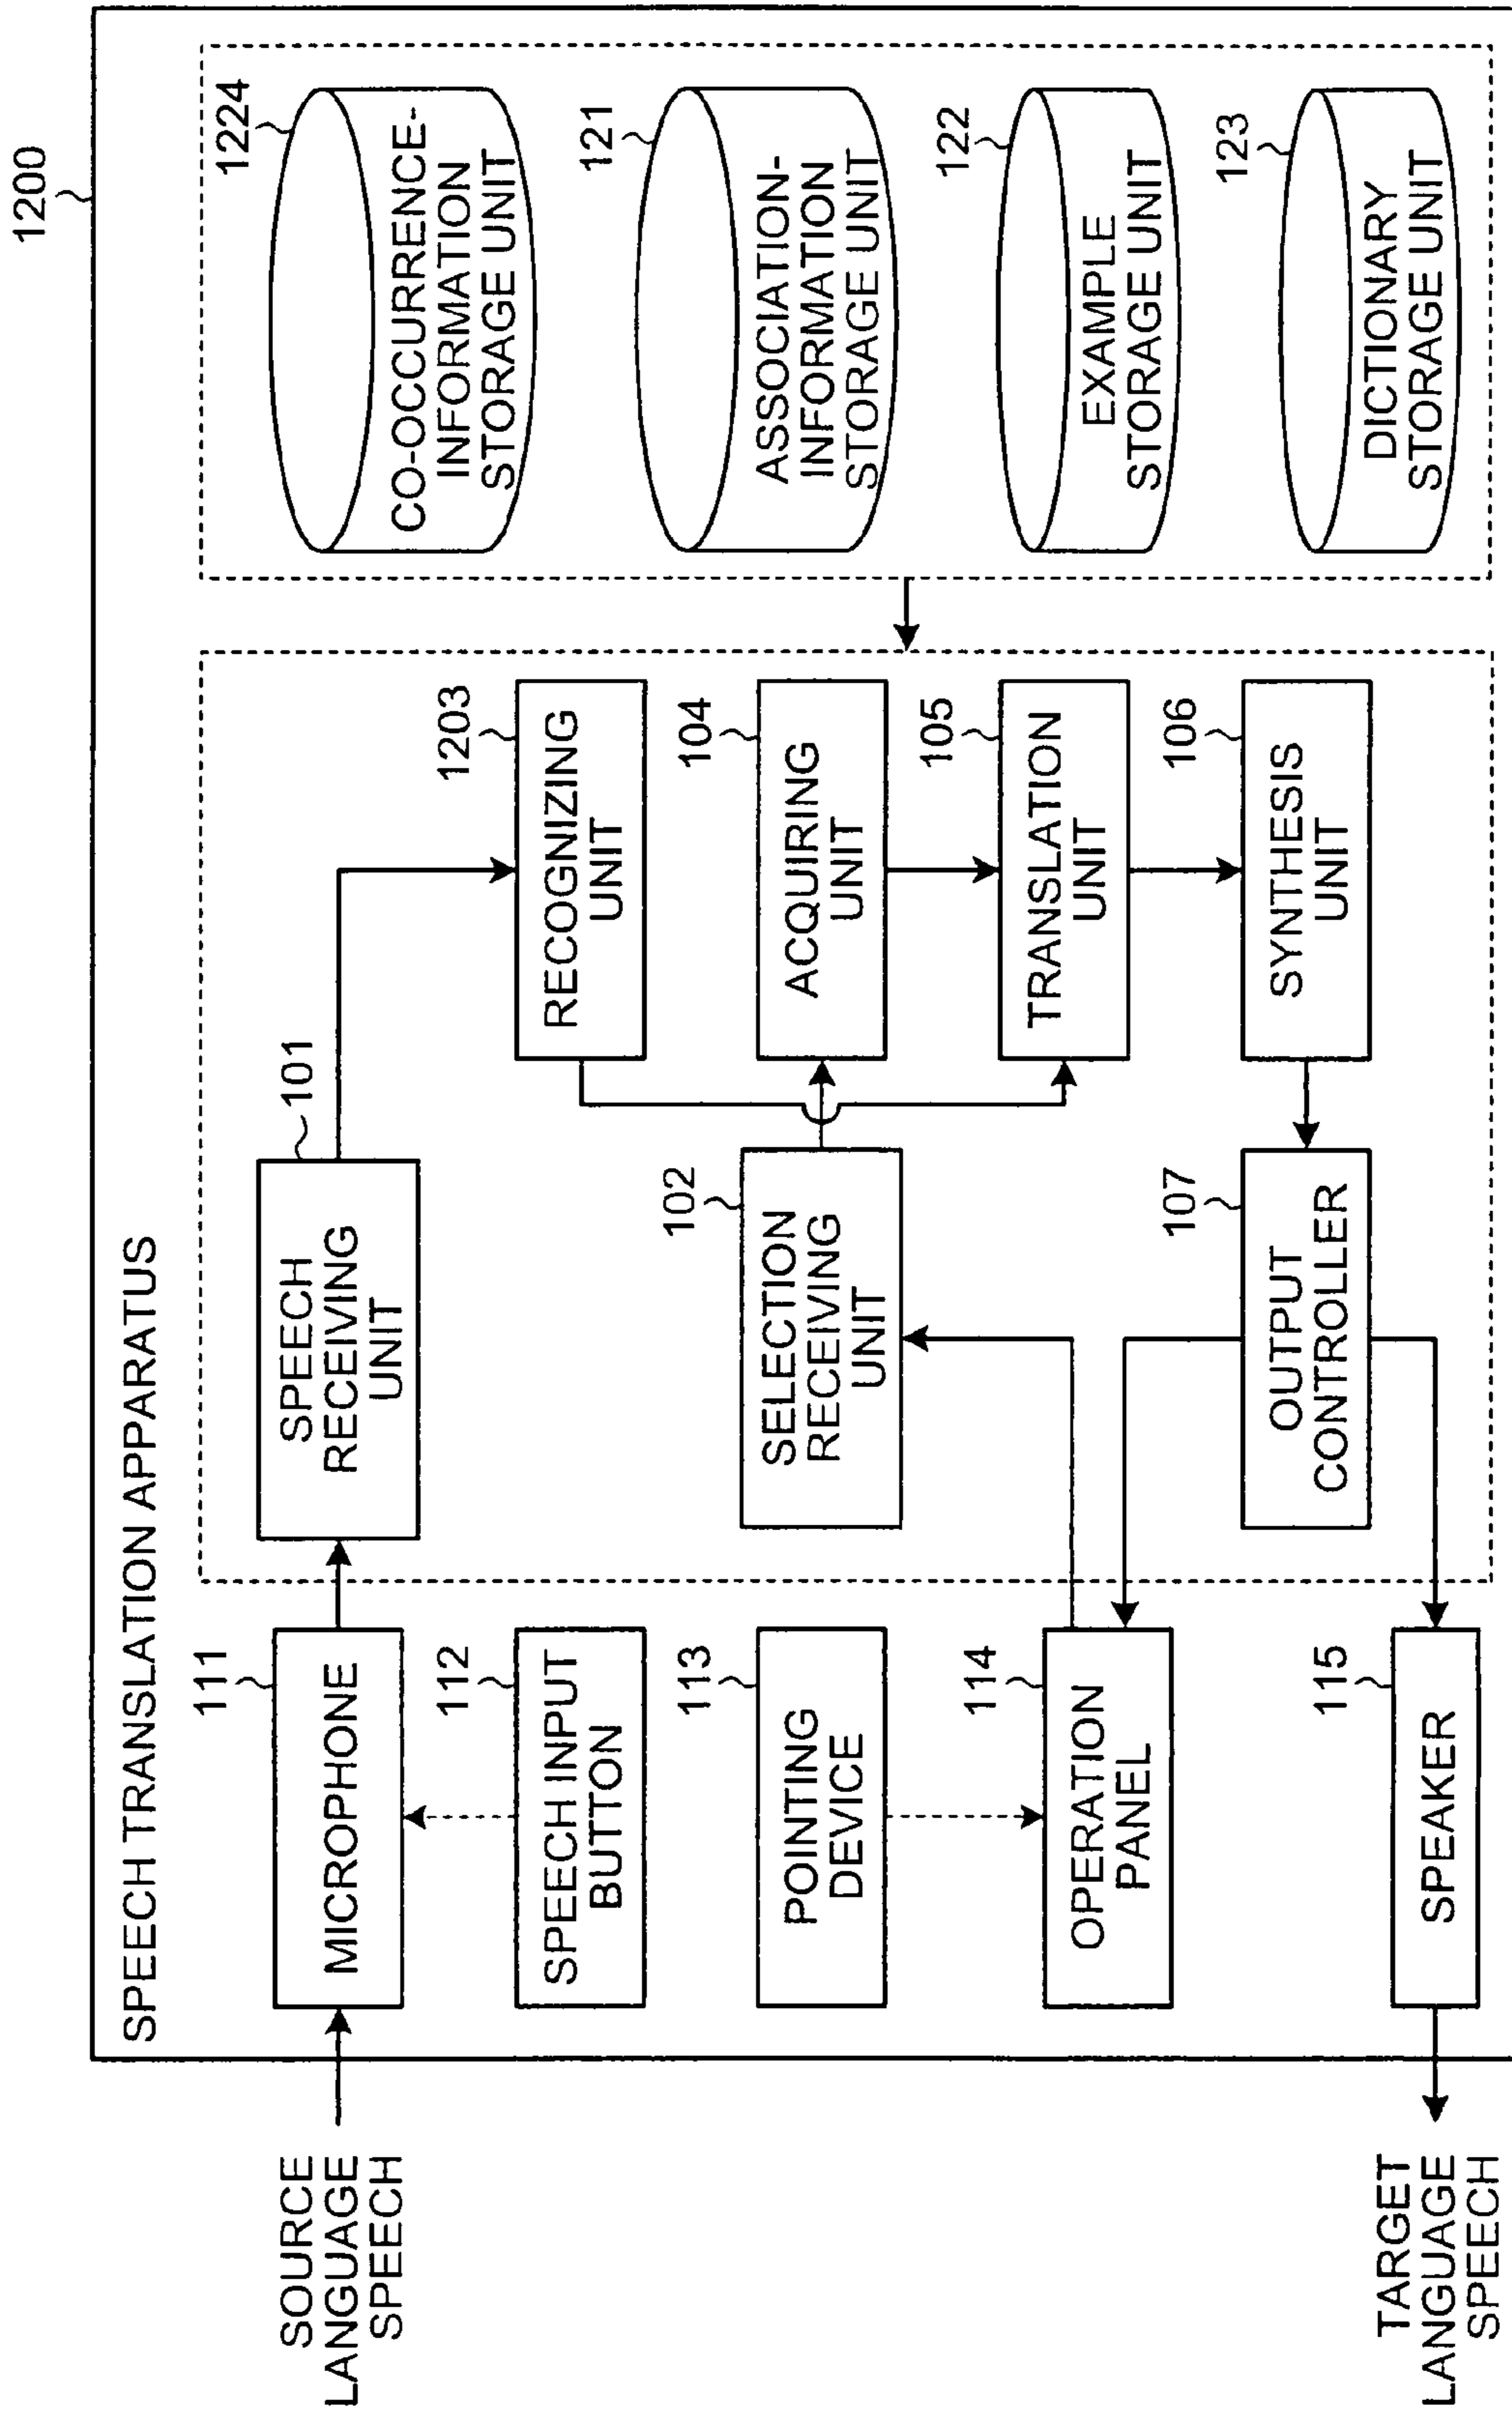 1200
SPEECH TRANSLATION APPARATUS
SOURCE
LANGUAGE
SPEECH
111
MICROPHONE
112
SPEECH INPUT
BUTTON
113
POINTING
DEVICE
114
OPERATION
PANEL
115
SPEAKER
TARGET
LANGUAGE
SPEECH
101
SPEECH
RECEIVING
UNIT
102
SELECTION
RECEIVING
UNIT
107
OUTPUT
CONTROLLER
1203
RECOGNIZING
UNIT
104
ACQUIRING
UNIT
105
TRANSLATION
UNIT
106
SYNTHESIS
UNIT
1224
CO-OCCURRENCE-
INFORMATION
STORAGE UNIT
121
ASSOCIATION-
INFORMATION
STORAGE UNIT
122
EXAMPLE
STORAGE UNIT
123
DICTIONARY
STORAGE UNIT